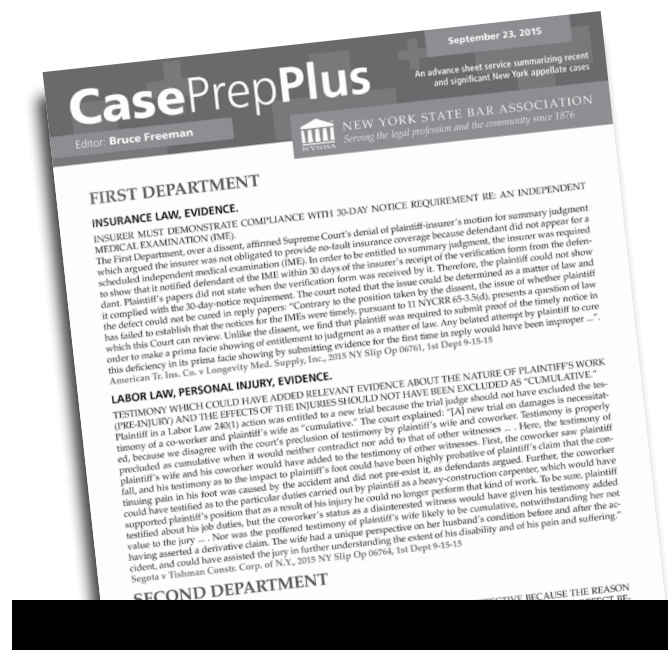 September 23, 2015
CasePrepPlus
An advance sheet service summarizing recent
and significant New York appellate cases
Editor: Bruce Freeman
NYSBA
NEW YORK STATE BAR ASSOCIATION
Serving the legal profession and the community since 1876
FIRST DEPARTMENT
INSURANCE LAW, EVIDENCE.
INSURER MUST DEMONSTRATE COMPLIANCE WITH 30-DAY NOTICE REQUIREMENT RE: AN INDEPENDENT
MEDICAL EXAMINATION (IME).
The First Department, over a dissent, affirmed Supreme Court's denial of plaintiff-insurer's motion for summary judgment
which argued the insurer was not obligated to provide no-fault insurance coverage because defendant did not appear for a
scheduled independent medical examination (IME). In order to be entitled to summary judgment, the insurer was required
to show that it notified defendant of the IME within 30 days of the insurer's receipt of the verification form from the defen-
dant. Plaintiff's papers did not state when the verification form was received by it. Therefore, the plaintiff could not show
it complied with the 30-day-notice requirement. The court noted that the issue could be determined as a matter of law and
the defect could not be cured in reply papers: "Contrary to the position taken by the dissent, the issue of whether plaintiff
has failed to establish that the notices for the IMEs were timely, pursuant to 11 NYCRR 65-3.5(d), presents a question of law
which this Court can review. Unlike the dissent, we find that plaintiff was required to submit proof of the timely notice in
order to make a prima facie showing of entitlement to judgment as a matter of law. Any belated attempt by plaintiff to cure
this deficiency in its prima facie showing by submitting evidence for the first time in reply would have been improper ...".
American Tr. Ins. Co. v Longevity Med. Supply, Inc., 2015 NY Slip Op 06761, 1st Dept 9-15-15
LABOR LAW, PERSONAL INJURY, EVIDENCE.
TESTIMONY WHICH COULD HAVE ADDED RELEVANT EVIDENCE ABOUT THE NATURE OF PLAINTIFF'S WORK
(PRE-INJURY) AND THE EFFECTS OF THE INJURIES SHOULD NOT HAVE BEEN EXCLUDED AS "CUMULATIVE."
Plaintiff in a Labor Law 240(1) action was entitled to a new trial because the trial judge should not have excluded the tes-
timony of a co-worker and plaintiff's wife as "cumulative." The court explained: "[A] new trial on damages is necessitat-
ed, because we disagree with the court's preclusion of testimony by plaintiff's wife and coworker. Testimony is properly
precluded as cumulative when it would neither contradict nor add to that of other witnesses ... . Here, the testimony of
plaintiff's wife and his coworker would have added to the testimony of other witnesses. First, the coworker saw plaintiff
fall, and his testimony as to the impact to plaintiff's foot could have been highly probative of plaintiff's claim that the con-
tinuing pain in his foot was caused by the accident and did not pre-exist it, as defendants argued. Further, the coworker
could have testified as to the particular duties carried out by plaintiff as a heavy-construction carpenter, which would have
supported plaintiff's position that as a result of his injury he could no longer perform that kind of work. To be sure, plaintiff
testified about his job duties, but the coworker's status as a disinterested witness would have given his testimony added
value to the jury ... . Nor was the proffered testimony of plaintiff's wife likely to be cumulative, notwithstanding her not
having asserted a derivative claim. The wife had a unique perspective on her husband's condition before and after the ac-
cident, and could have assisted the jury in further understanding the extent of his disability and of his pain and suffering."
Segota v Tishman Constr. Corp. of N.Y., 2015 NY Slip Op 06764, 1st Dept 9-15-15
SECOND DEPARTMENT
BECAUSE THE REASON